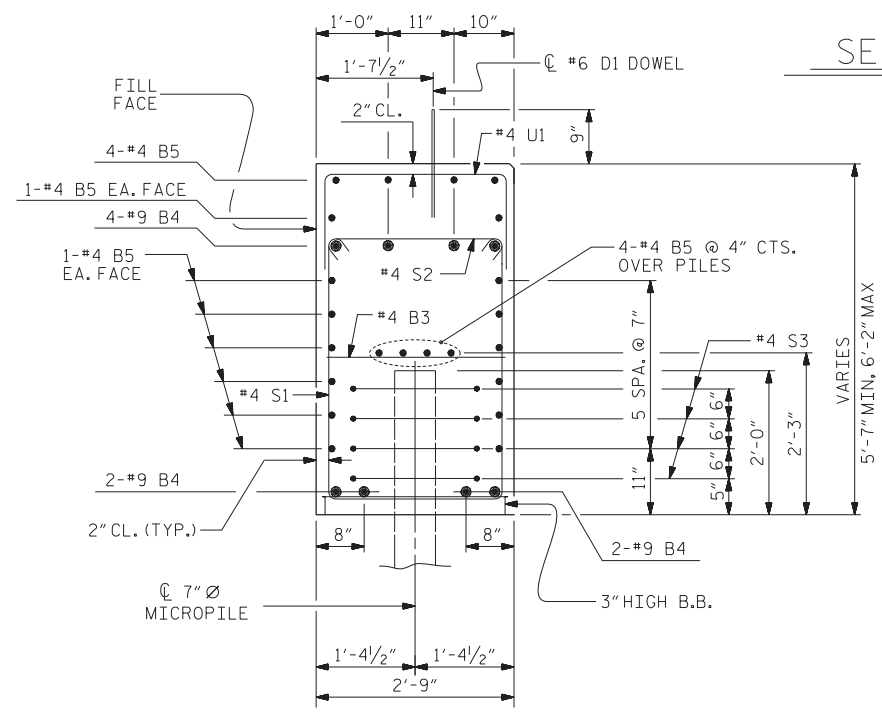 1'-0"
11"
10"
SE
1'-7½"
℄ #6 D1 DOWEL
FILL
FACE
2" CL.
9"
#4 U1
4-#4 B5
1-#4 B5 EA. FACE
4-#9 B4
1-#4 B5
EA. FACE
#4 S2
4-#4 B5 @ 4" CTS.
OVER PILES
#4 B3
#4 S3
#4 S1
5 SPA. @ 7"
11"
6"
6"
6"
5"
2'-0"
2'-3"
VARIES
5'-7" MIN, 6'-2" MAX
2-#9 B4
2" CL. (TYP.)
8"
8"
2-#9 B4
℄ 7" Ø
MICROPILE
3" HIGH B.B.
1'-4½"
1'-4½"
2'-9"